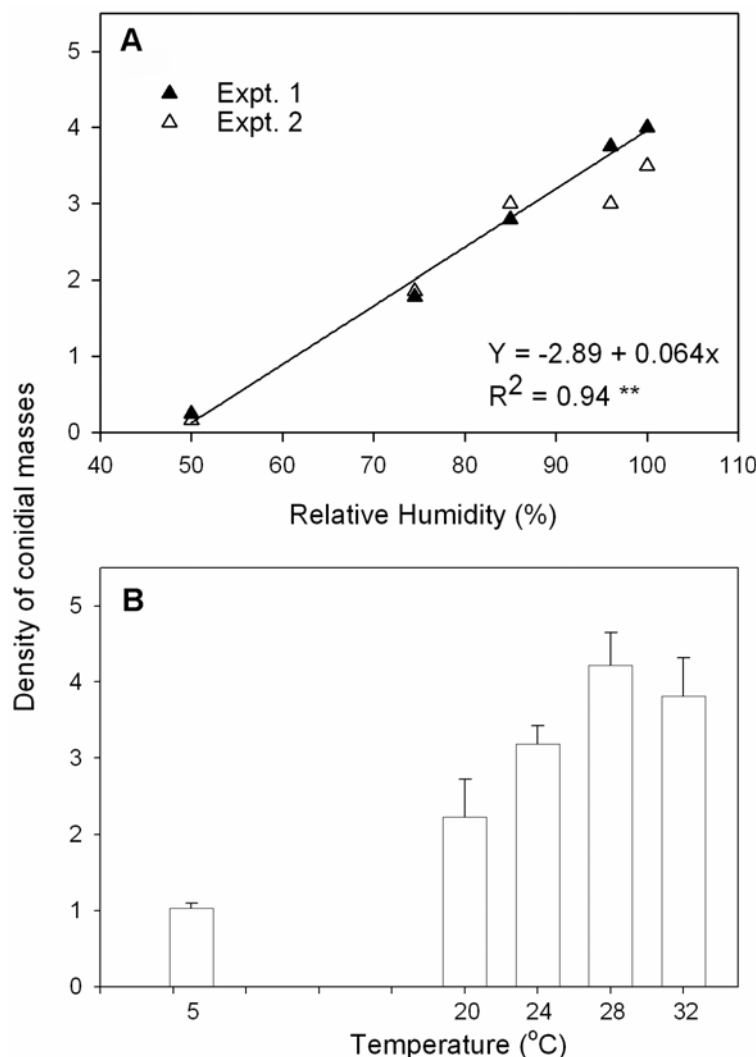 A
Expt. 1
Expt. 2
5
4
3
2
1
0
Y = -2.89 + 0.064x
R2 = 0.94 **
40 50 60 70 80 90 100 110
Relative Humidity (%)
Density of conidial masses
B
5
4
3
2
1
0
5 20 24 28 32
Temperature (oC)